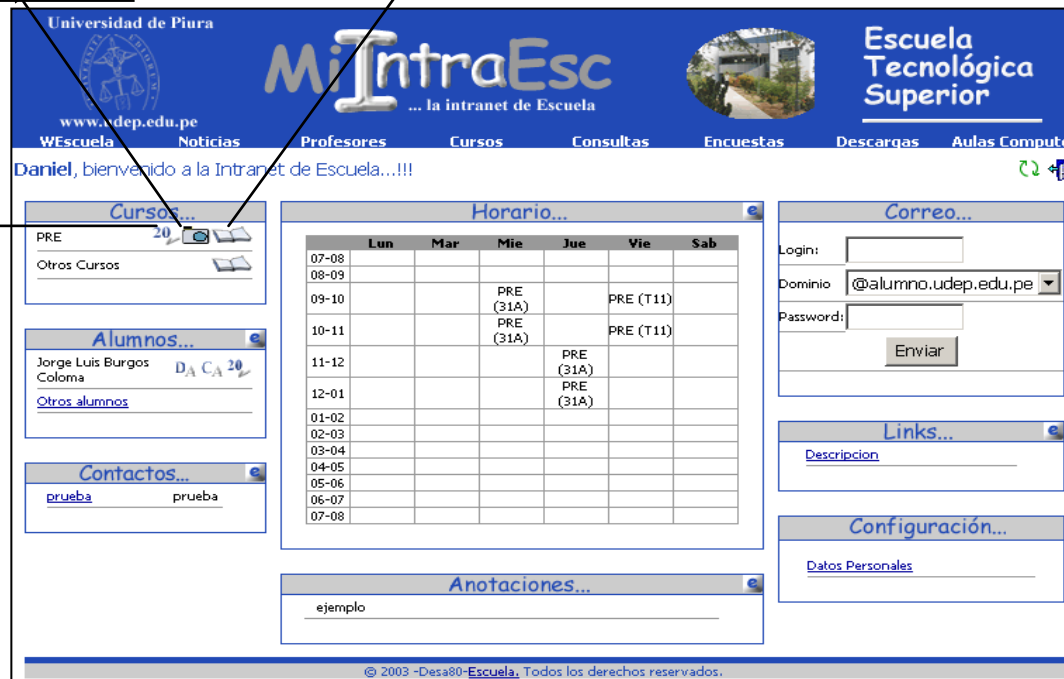 Universidad de Piura
www.udep.edu.pe
MiIntraEsc
... la intranet de Escuela
Escuela
Tecnológica
Superior
WEscuela Noticias Profesores Cursos Consultas Encuestas Descargas Aulas Compute
Daniel, bienvenido a la Intranet de Escuela...!!!
Cursos...
PRE 20
Otros Cursos
Alumnos...
Jorge Luis Burgos
Coloma
DA CA 20
Otros alumnos
Contactos...
prueba prueba
Horario...
Lun Mar Mie Jue Vie Sab
07-08
08-09
09-10 PRE (31A) PRE (T11)
10-11 PRE (31A) PRE (T11)
11-12 PRE (31A)
12-01 PRE (31A)
01-02
02-03
03-04
04-05
05-06
06-07
07-08
Anotaciones...
ejemplo
Correo...
Login:
Dominio @alumno.udep.edu.pe
Password:
Enviar
Links...
Descripcion
Configuración...
Datos Personales
© 2003 -Desa80-Escuela. Todos los derechos reservados.